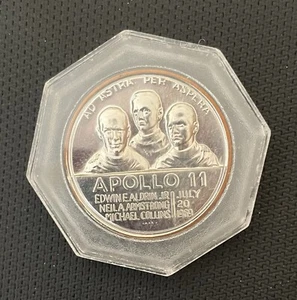 AD ASTRA PER ASPERA
APOLLO 11
EDWIN E. ALDRIN, JR. JULY
NEIL A. ARMSTRONG 20
MICHAEL COLLINS 1969